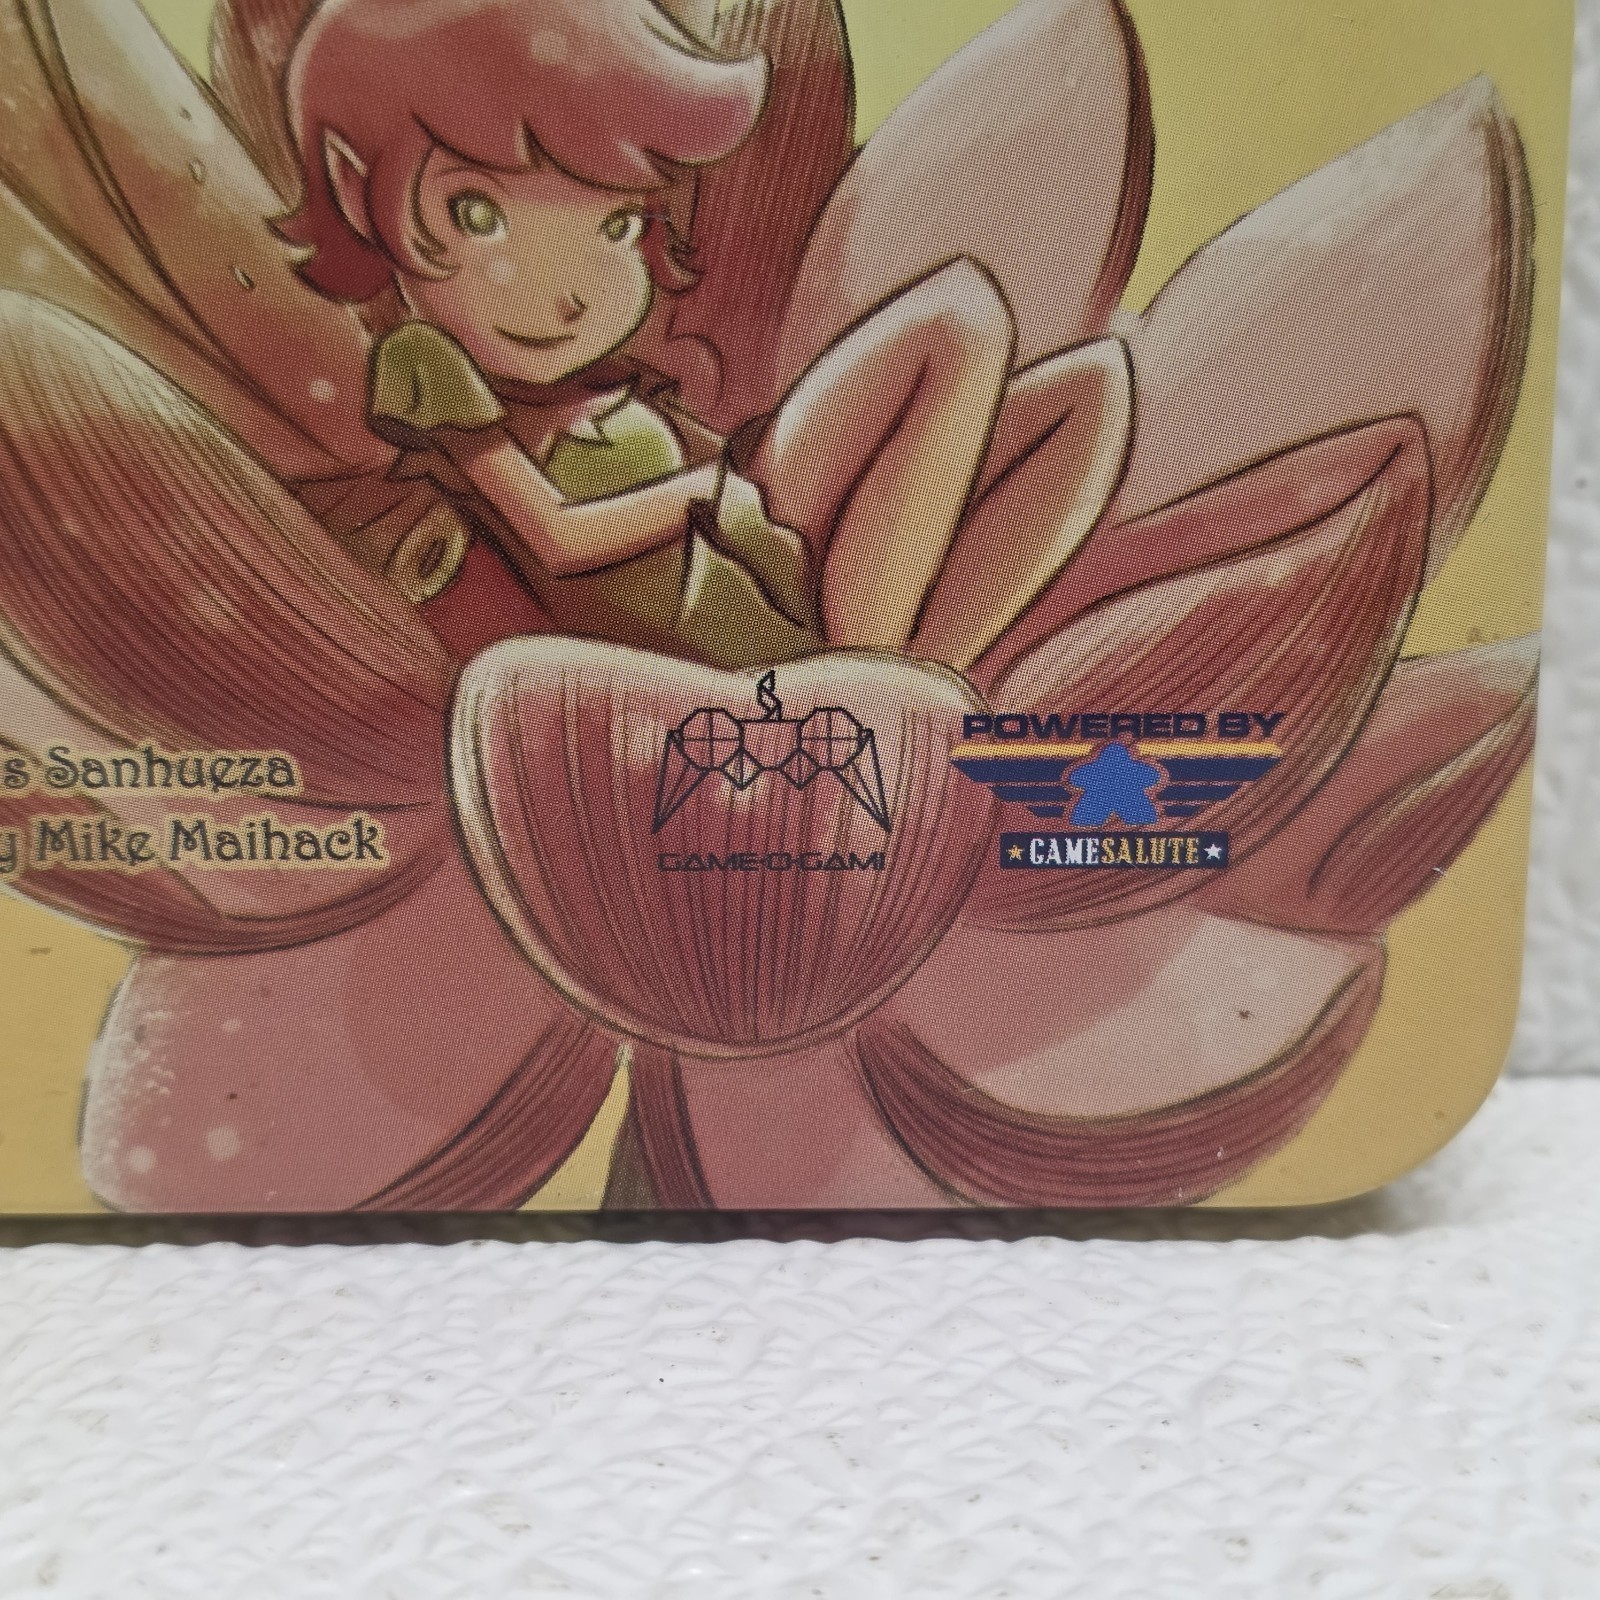 s Sanhueza
y Mike Maihack
GAME-O-GAMI
POWERED BY
GAMESALUTE